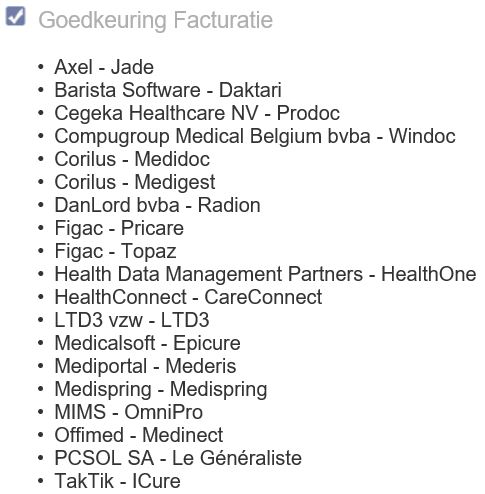 Goedkeuring Facturatie
• Axel - Jade
• Barista Software - Daktari
• Cegeka Healthcare NV - Prodoc
• Compugroup Medical Belgium bvba - Windoc
• Corilus - Medidoc
• Corilus - Medigest
• DanLord bvba - Radion
• Figac - Pricare
• Figac - Topaz
• Health Data Management Partners - HealthOne
• HealthConnect - CareConnect
• LTD3 vzw - LTD3
• Medicalsoft - Epicure
• Mediportal - Mederis
• Medispring - Medispring
• MIMS - OmniPro
• Offimed - Medinect
• PCSOL SA - Le Généraliste
• TakTik - ICure